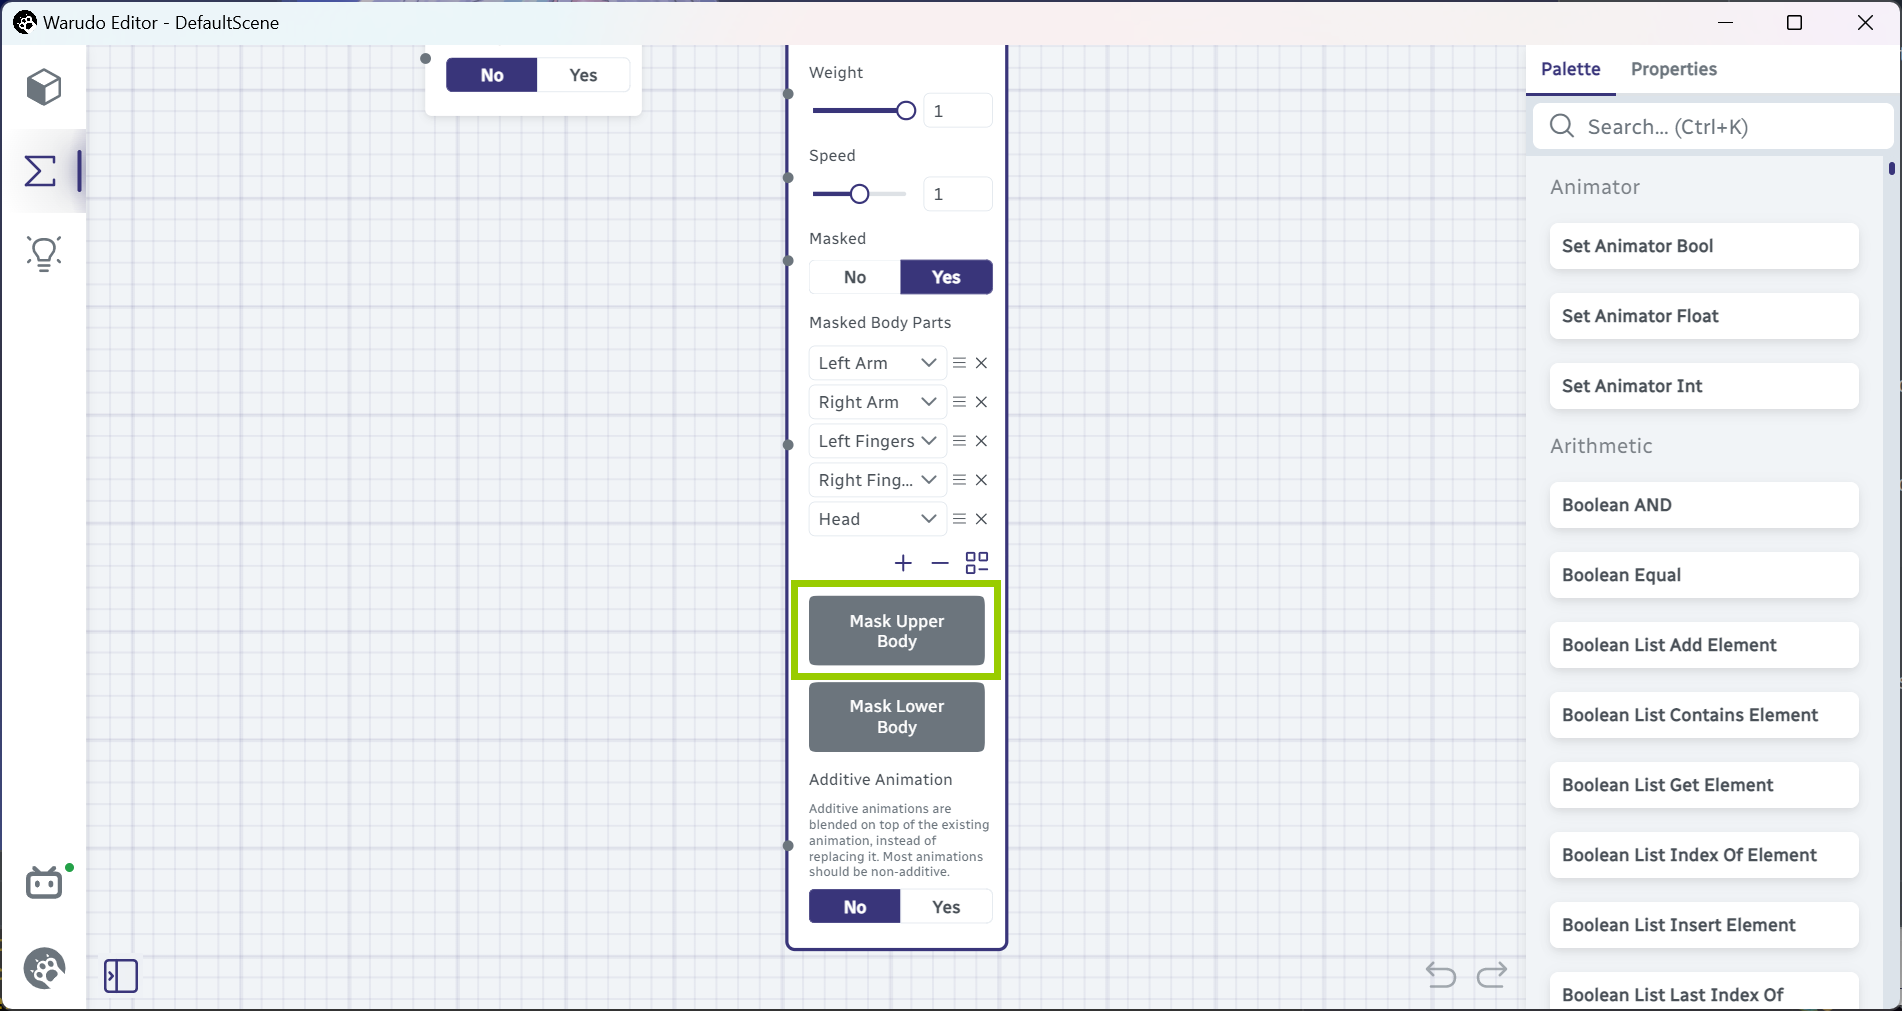 Warudo Editor - DefaultScene
No
Yes
Weight
1
Speed
1
Masked
No
Yes
Masked Body Parts
Left Arm
Right Arm
Left Fingers
Right Fing...
Head
Mask Upper
Body
Mask Lower
Body
Additive Animation
Additive animations are
blended on top of the existing
animation, instead of
replacing it. Most animations
should be non-additive.
No
Yes
Palette
Properties
Search... (Ctrl+K)
Animator
Set Animator Bool
Set Animator Float
Set Animator Int
Arithmetic
Boolean AND
Boolean Equal
Boolean List Add Element
Boolean List Contains Element
Boolean List Get Element
Boolean List Index Of Element
Boolean List Insert Element
Boolean List Last Index Of